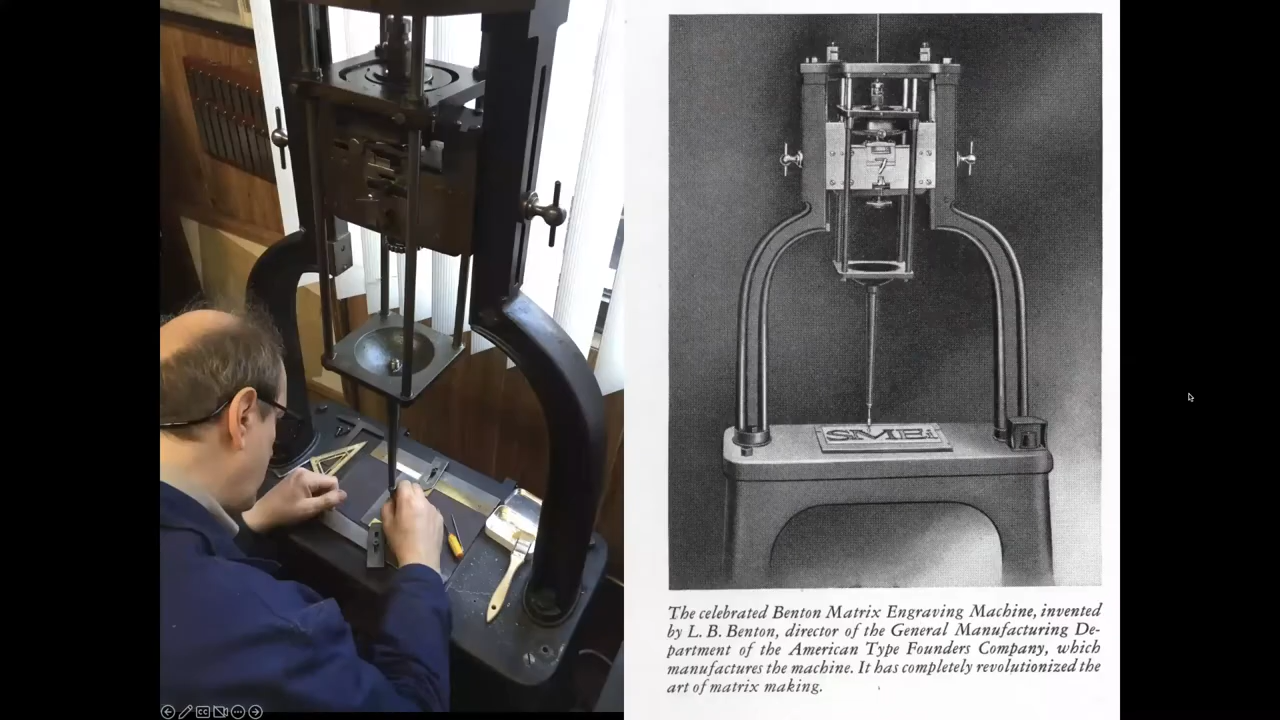 SME
The celebrated Benton Matrix Engraving Machine, invented
by L. B. Benton, director of the General Manufacturing De-
partment of the American Type Founders Company, which
manufactures the machine. It has completely revolutionized the
art of matrix making.